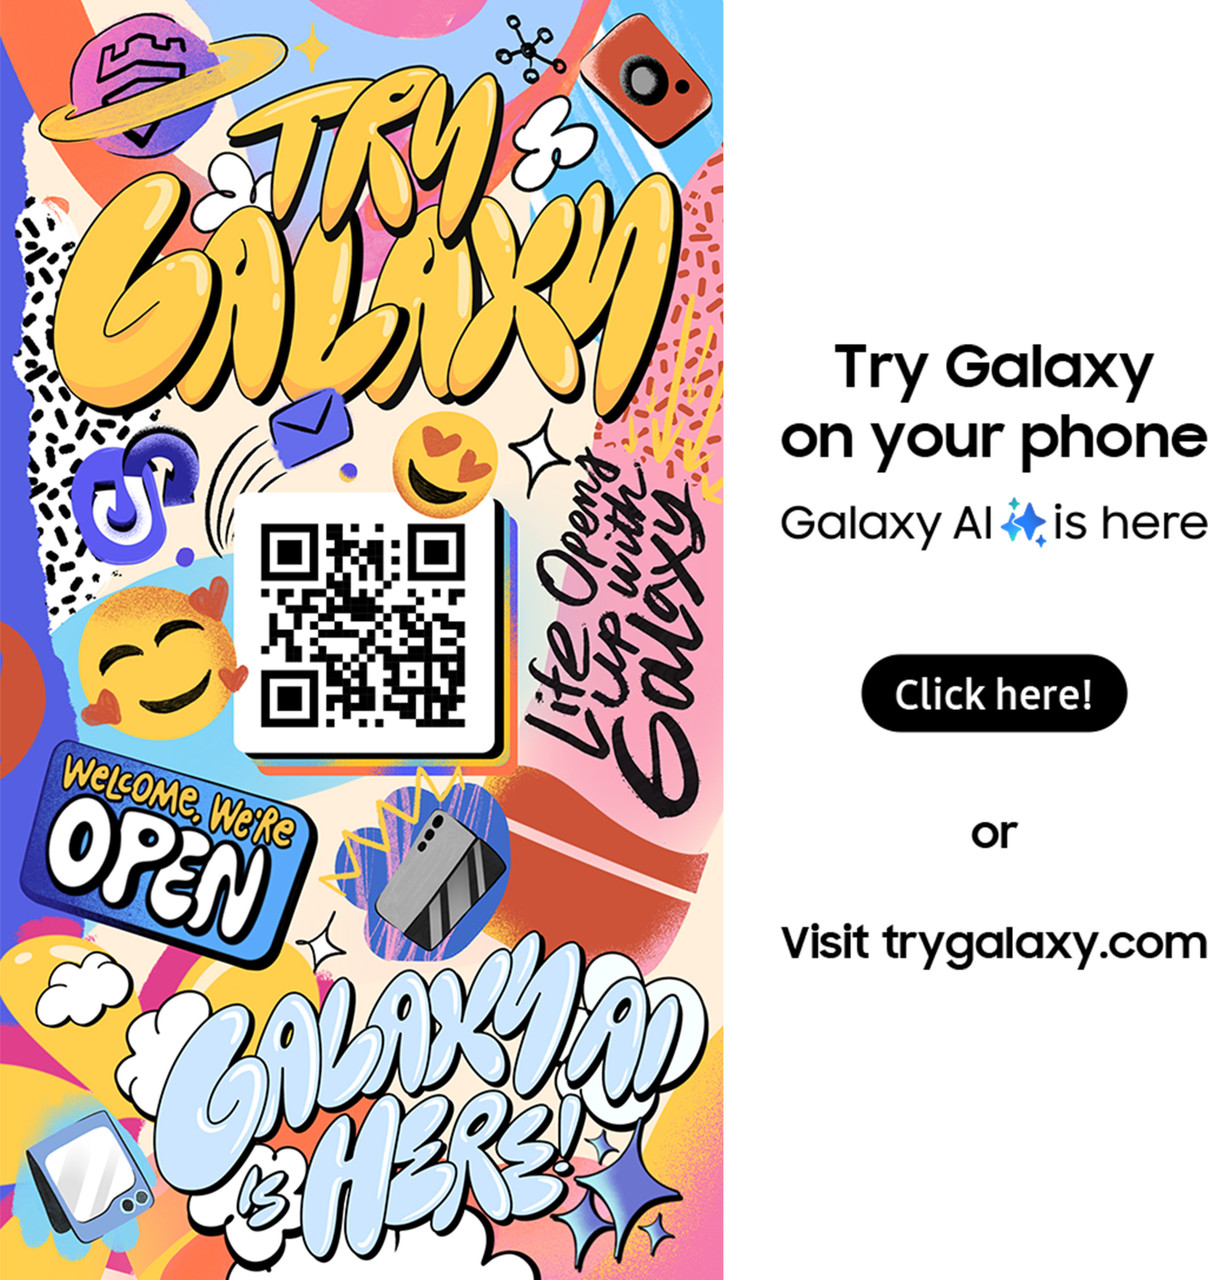 TRY
GALAXY
Life Opens
Up with
Galaxy
WELCOME, WE'RE
OPEN
GALAXY AI
IS HERE!
Try Galaxy
on your phone
Galaxy AI is here
Click here!
or
Visit trygalaxy.com